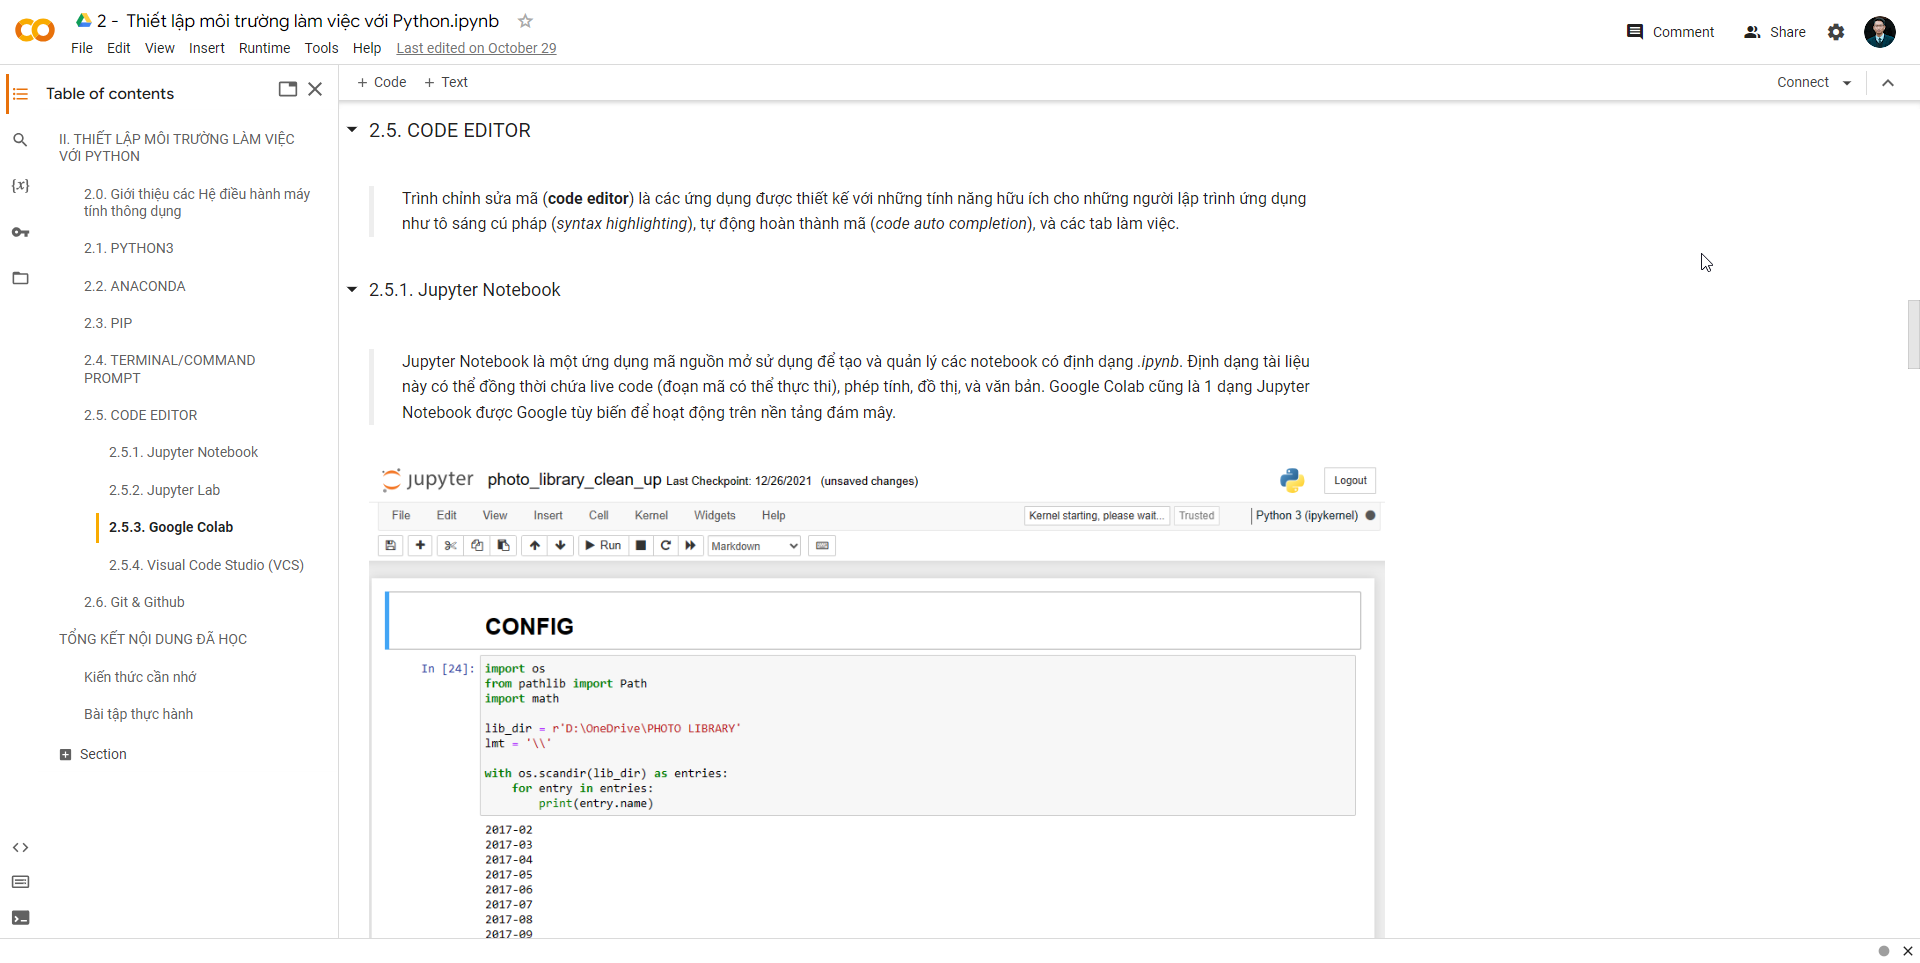 2 - Thiết lập môi trường làm việc với Python.ipynb
File Edit View Insert Runtime Tools Help Last edited on October 29
Comment Share
Table of contents
II. THIẾT LẬP MÔI TRƯỜNG LÀM VIỆC
VỚI PYTHON
2.0. Giới thiệu các Hệ điều hành máy
tính thông dụng
2.1. PYTHON3
2.2. ANACONDA
2.3. PIP
2.4. TERMINAL/COMMAND
PROMPT
2.5. CODE EDITOR
2.5.1. Jupyter Notebook
2.5.2. Jupyter Lab
2.5.3. Google Colab
2.5.4. Visual Code Studio (VCS)
2.6. Git & Github
TỔNG KẾT NỘI DUNG ĐÃ HỌC
Kiến thức cần nhớ
Bài tập thực hành
Section
+ Code + Text
Connect
2.5. CODE EDITOR
Trình chỉnh sửa mã (code editor) là các ứng dụng được thiết kế với những tính năng hữu ích cho những người lập trình ứng dụng
như tô sáng cú pháp (syntax highlighting), tự động hoàn thành mã (code auto completion), và các tab làm việc.
2.5.1. Jupyter Notebook
Jupyter Notebook là một ứng dụng mã nguồn mở sử dụng để tạo và quản lý các notebook có định dạng .ipynb. Định dạng tài liệu
này có thể đồng thời chứa live code (đoạn mã có thể thực thi), phép tính, đồ thị, và văn bản. Google Colab cũng là 1 dạng Jupyter
Notebook được Google tùy biến để hoạt động trên nền tảng đám mây.
jupyter photo_library_clean_up Last Checkpoint: 12/26/2021 (unsaved changes)
Logout
File Edit View Insert Cell Kernel Widgets Help
Kernel starting, please wait... Trusted Python 3 (ipykernel)
Run Markdown
CONFIG
In [24]: import os
from pathlib import Path
import math
lib_dir = r'D:\OneDrive\PHOTO LIBRARY'
lmt = '\\'
with os.scandir(lib_dir) as entries:
for entry in entries:
print(entry.name)
2017-02
2017-03
2017-04
2017-05
2017-06
2017-07
2017-08
2017-09